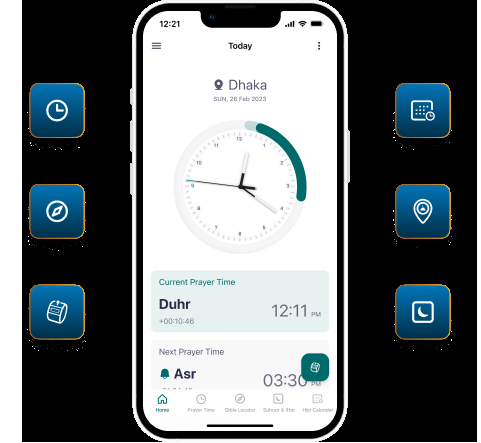 12:21
Today
Dhaka
SUN, 26 Feb 2023
12
1
2
3
4
5
6
7
8
9
10
11
Current Prayer Time
Duhr
12:11 PM
+00:10:46
Next Prayer Time
Asr
03:30 PM
Home
Prayer Time
Qibla Locator
Suhoor & Iftar
Hijri Calender